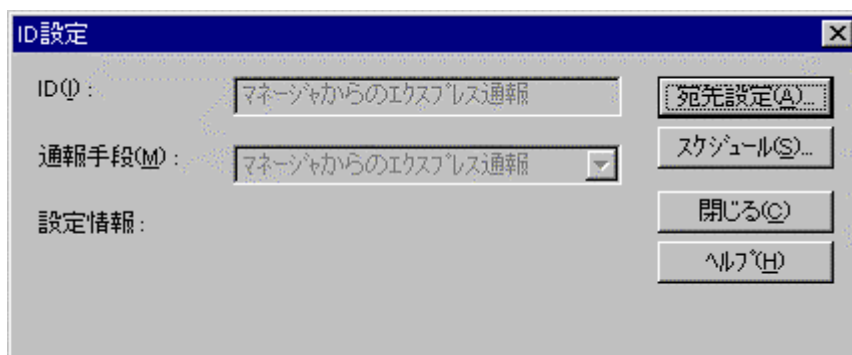 ID設定
ID(I) : マネージャからのエクスプレス通報 宛先設定(A)...
通報手段(M) : マネージャからのエクスプレス通報 スケジュール(S)...
設定情報 : 閉じる(C)
ヘルプ(H)